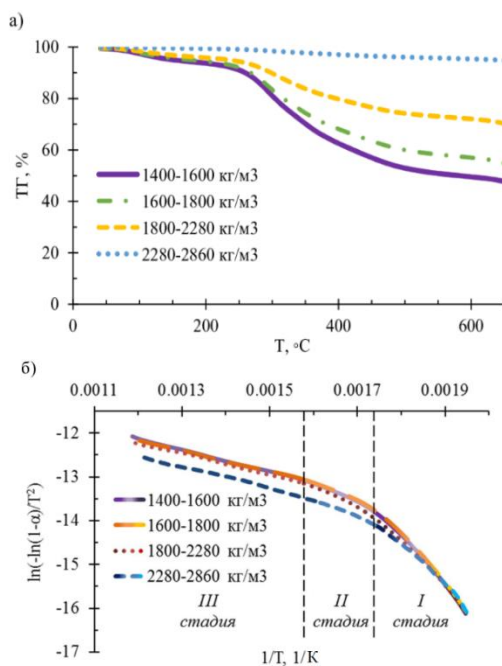 а)
100
80
60
40
20
0
ТГ, %
1400-1600 кг/м3
1600-1800 кг/м3
1800-2280 кг/м3
2280-2860 кг/м3
0 200 400 600
Т, °С
б)
0.0011 0.0013 0.0015 0.0017 0.0019
-12
-13
-14
-15
-16
ln(-ln(1-α)/T²)
1400-1600 кг/м3
1600-1800 кг/м3
1800-2280 кг/м3
2280-2860 кг/м3
III II I
стадия стадия стадия
1/T, 1/К